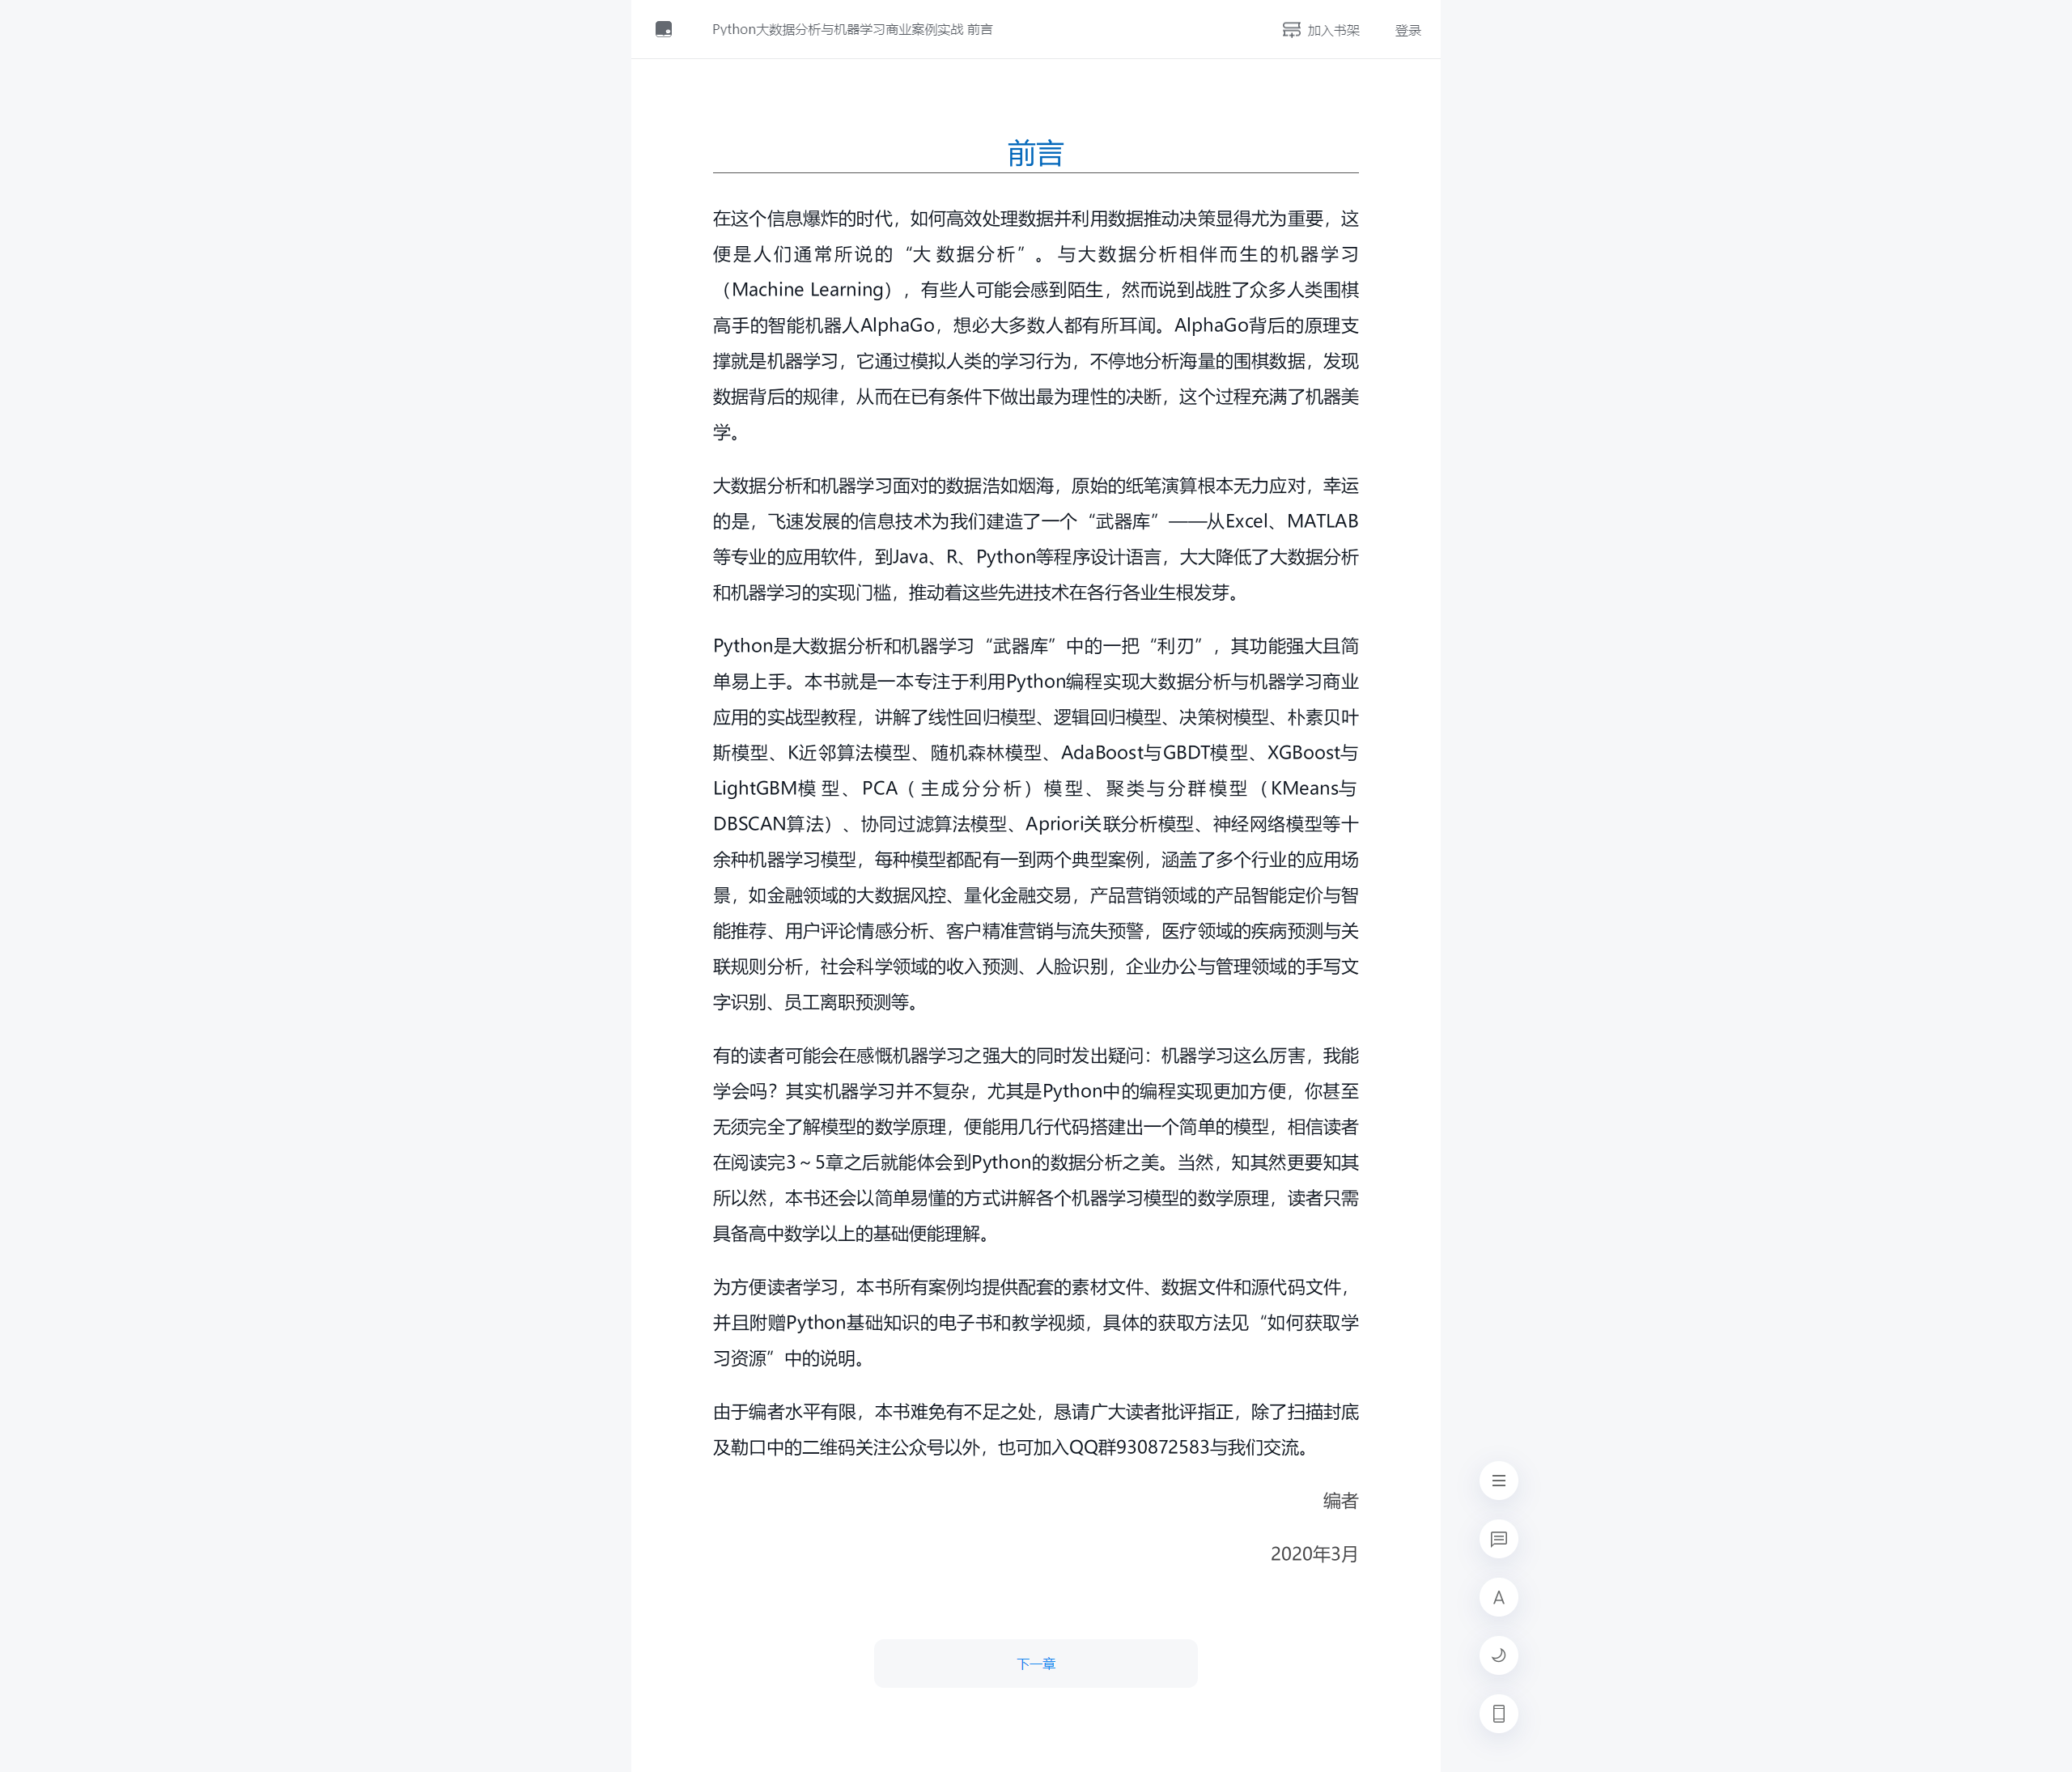 Python大数据分析与机器学习商业案例实战 前言
加入书架
登录
前言
在这个信息爆炸的时代，如何高效处理数据并利用数据推动决策显得尤为重要，这
便是人们通常所说的“大数据分析”。与大数据分析相伴而生的机器学习
（Machine Learning），有些人可能会感到陌生，然而说到战胜了众多人类围棋
高手的智能机器人AlphaGo，想必大多数人都有所耳闻。AlphaGo背后的原理支
撑就是机器学习，它通过模拟人类的学习行为，不停地分析海量的围棋数据，发现
数据背后的规律，从而在已有条件下做出最为理性的决断，这个过程充满了机器美
学。
大数据分析和机器学习面对的数据浩如烟海，原始的纸笔演算根本无力应对，幸运
的是，飞速发展的信息技术为我们建造了一个“武器库”——从Excel、MATLAB
等专业的应用软件，到Java、R、Python等程序设计语言，大大降低了大数据分析
和机器学习的实现门槛，推动着这些先进技术在各行各业生根发芽。
Python是大数据分析和机器学习“武器库”中的一把“利刃”，其功能强大且简
单易上手。本书就是一本专注于利用Python编程实现大数据分析与机器学习商业
应用的实战型教程，讲解了线性回归模型、逻辑回归模型、决策树模型、朴素贝叶
斯模型、K近邻算法模型、随机森林模型、AdaBoost与GBDT模型、XGBoost与
LightGBM模型、PCA（主成分分析）模型、聚类与分群模型（KMeans与
DBSCAN算法）、协同过滤算法模型、Apriori关联分析模型、神经网络模型等十
余种机器学习模型，每种模型都配有一到两个典型案例，涵盖了多个行业的应用场
景，如金融领域的大数据风控、量化金融交易，产品营销领域的产品智能定价与智
能推荐、用户评论情感分析、客户精准营销与流失预警，医疗领域的疾病预测与关
联规则分析，社会科学领域的收入预测、人脸识别，企业办公与管理领域的手写文
字识别、员工离职预测等。
有的读者可能会在感慨机器学习之强大的同时发出疑问：机器学习这么厉害，我能
学会吗？其实机器学习并不复杂，尤其是Python中的编程实现更加方便，你甚至
无须完全了解模型的数学原理，便能用几行代码搭建出一个简单的模型，相信读者
在阅读完3～5章之后就能体会到Python的数据分析之美。当然，知其然更要知其
所以然，本书还会以简单易懂的方式讲解各个机器学习模型的数学原理，读者只需
具备高中数学以上的基础便能理解。
为方便读者学习，本书所有案例均提供配套的素材文件、数据文件和源代码文件，
并且附赠Python基础知识的电子书和教学视频，具体的获取方法见“如何获取学
习资源”中的说明。
由于编者水平有限，本书难免有不足之处，恳请广大读者批评指正，除了扫描封底
及勒口中的二维码关注公众号以外，也可加入QQ群930872583与我们交流。
编者
2020年3月
下一章